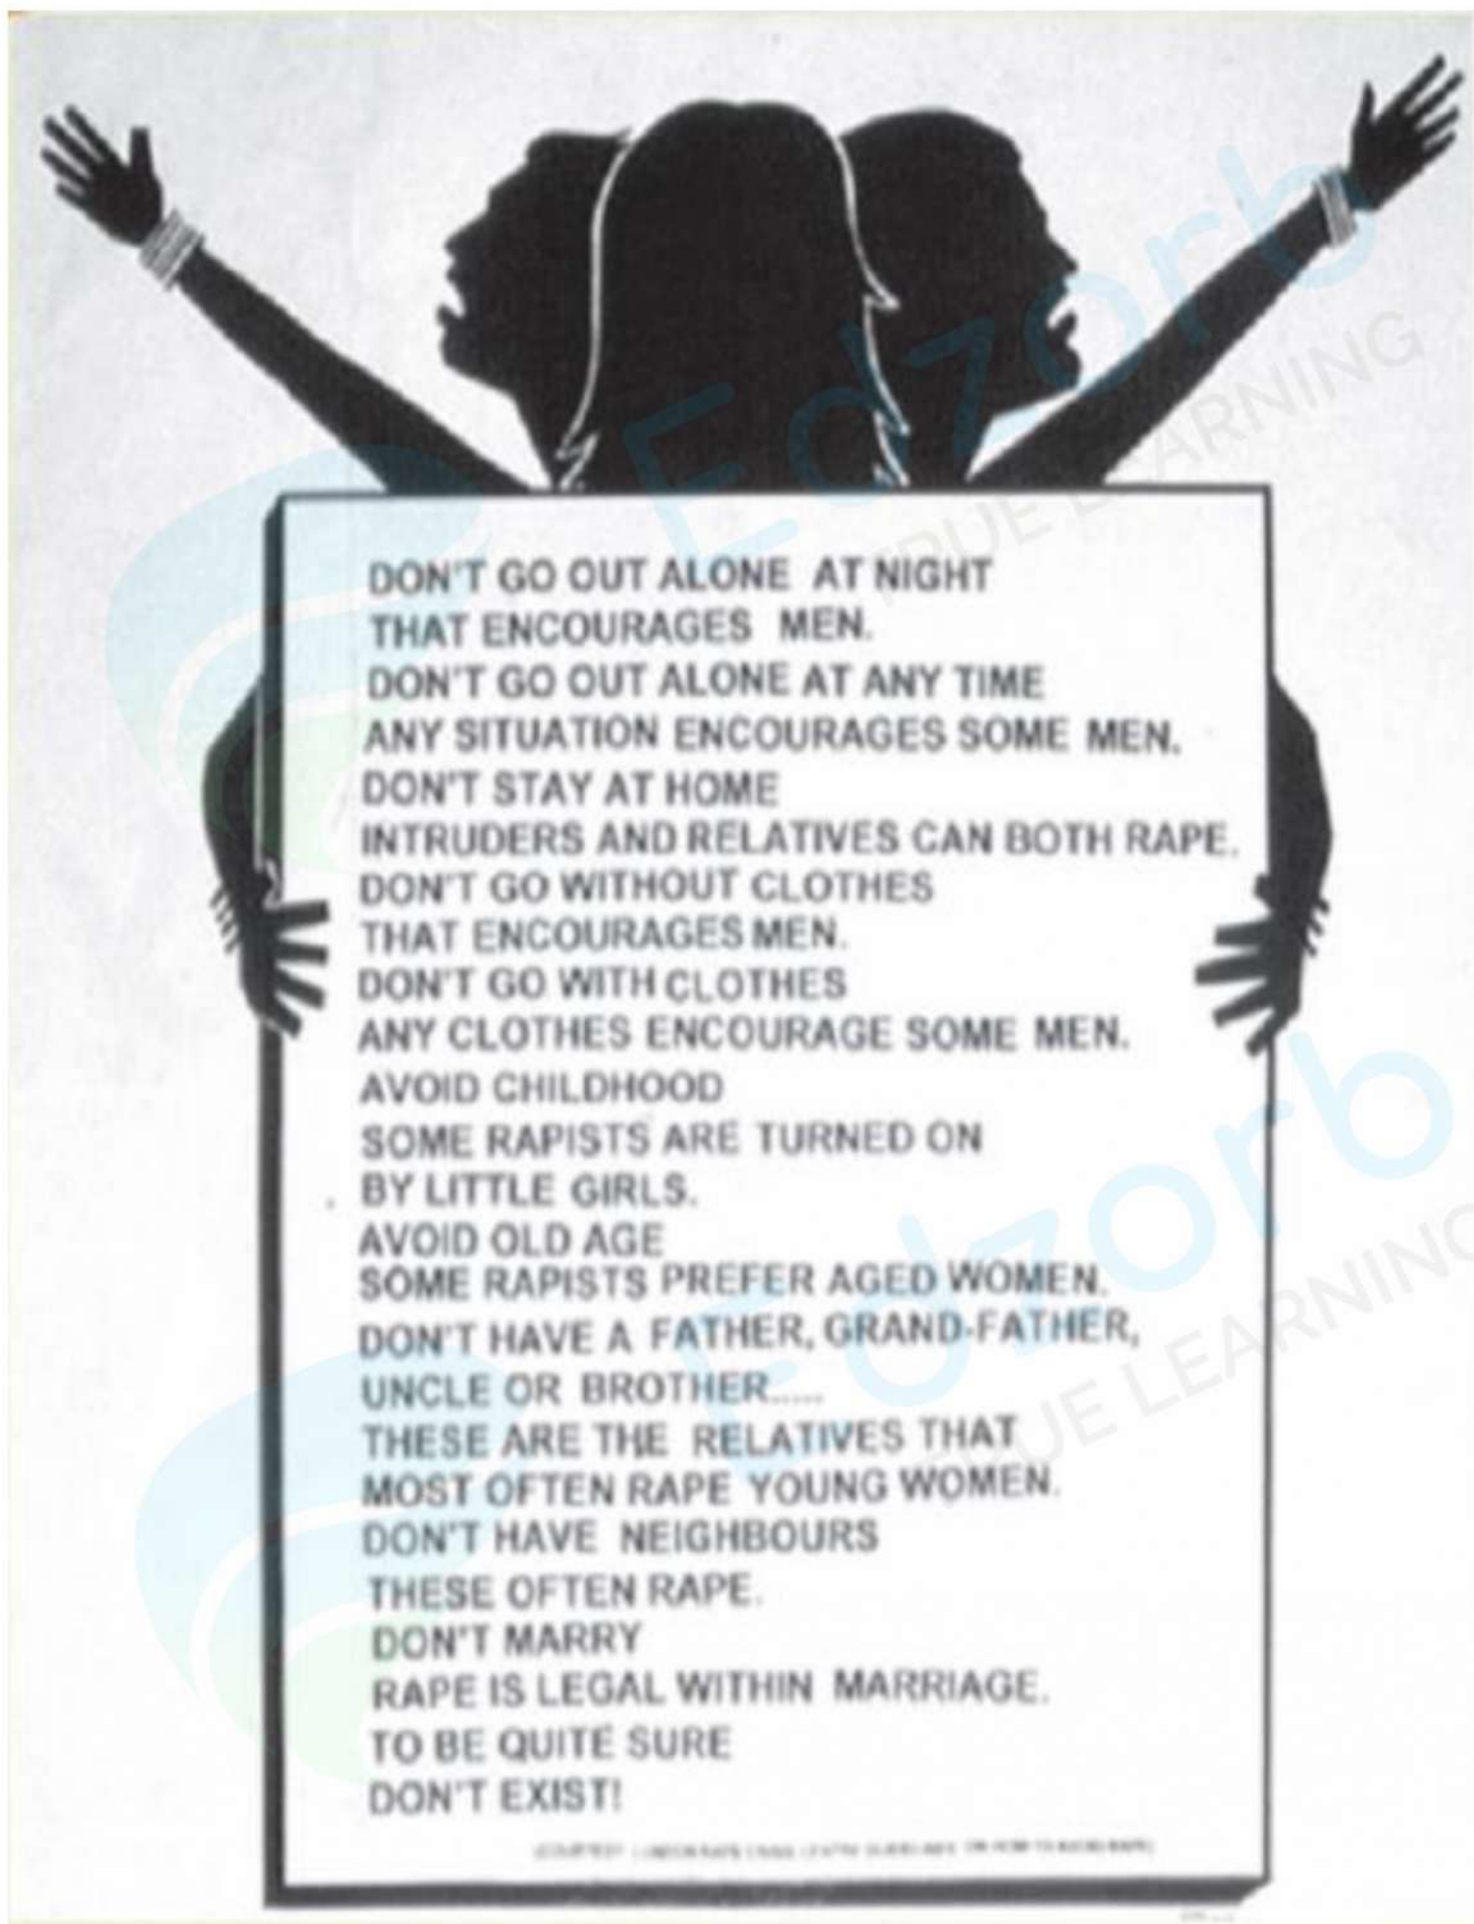 DON'T GO OUT ALONE AT NIGHT
THAT ENCOURAGES MEN.
DON'T GO OUT ALONE AT ANY TIME
ANY SITUATION ENCOURAGES SOME MEN.
DON'T STAY AT HOME
INTRUDERS AND RELATIVES CAN BOTH RAPE.
DON'T GO WITHOUT CLOTHES
THAT ENCOURAGES MEN.
DON'T GO WITH CLOTHES
ANY CLOTHES ENCOURAGE SOME MEN.
AVOID CHILDHOOD
SOME RAPISTS ARE TURNED ON
BY LITTLE GIRLS.
AVOID OLD AGE
SOME RAPISTS PREFER AGED WOMEN.
DON'T HAVE A FATHER, GRAND-FATHER,
UNCLE OR BROTHER.....
THESE ARE THE RELATIVES THAT
MOST OFTEN RAPE YOUNG WOMEN.
DON'T HAVE NEIGHBOURS
THESE OFTEN RAPE.
DON'T MARRY
RAPE IS LEGAL WITHIN MARRIAGE.
TO BE QUITE SURE
DON'T EXIST!
Edzorb
TRUE LEARNING
Edzorb
TRUE LEARNING